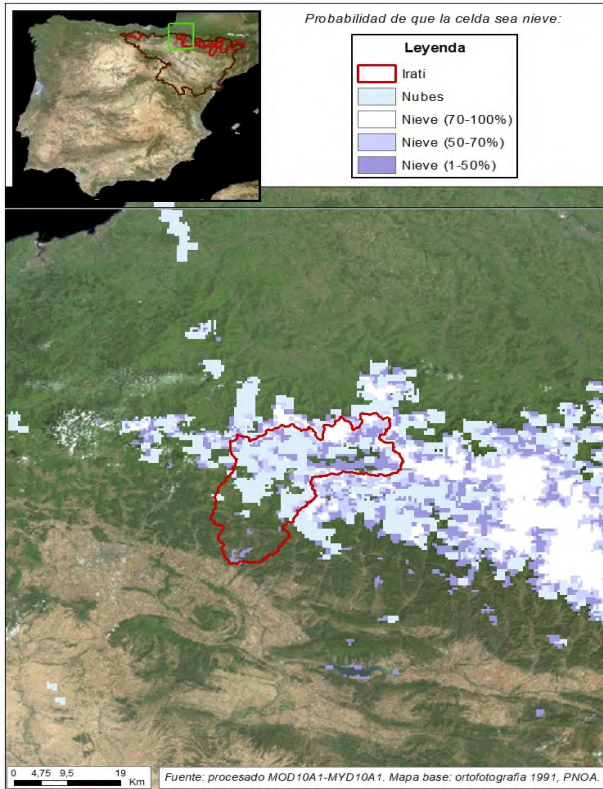 Probabilidad de que la celda sea nieve:
Leyenda
Irati
Nubes
Nieve (70-100%)
Nieve (50-70%)
Nieve (1-50%)
0 4,75 9,5 19
Km
Fuente: procesado MOD10A1-MYD10A1. Mapa base: ortofotografía 1991, PNOA.